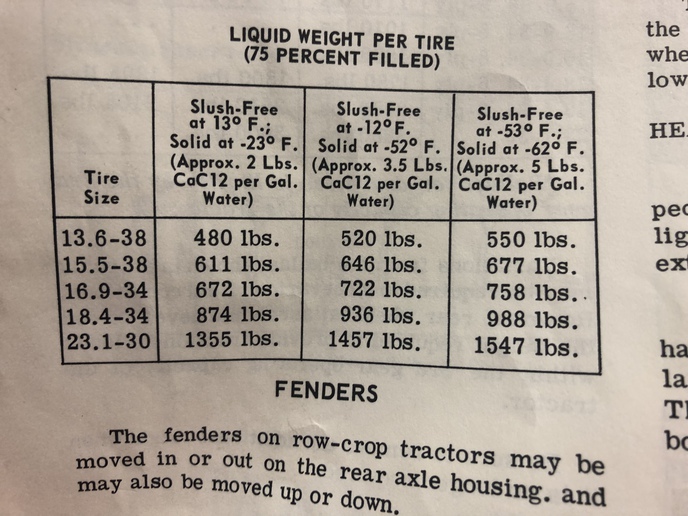 LIQUID WEIGHT PER TIRE
(75 PERCENT FILLED)
Tire Size
Slush-Free at 13° F.; Solid at -23° F. (Approx. 2 Lbs. CaC12 per Gal. Water)
Slush-Free at -12° F. Solid at -52° F. (Approx. 3.5 Lbs. CaC12 per Gal. Water)
Slush-Free at -53° F.; Solid at -62° F. (Approx. 5 Lbs. CaC12 per Gal. Water)
13.6-38 480 lbs. 520 lbs. 550 lbs.
15.5-38 611 lbs. 646 lbs. 677 lbs.
16.9-34 672 lbs. 722 lbs. 758 lbs.
18.4-34 874 lbs. 936 lbs. 988 lbs.
23.1-30 1355 lbs. 1457 lbs. 1547 lbs.
FENDERS
The fenders on row-crop tractors may be
moved in or out on the rear axle housing. and
may also be moved up or down.
the
whe
low
HE
pec
lig
ext
ha
la
Tl
bo